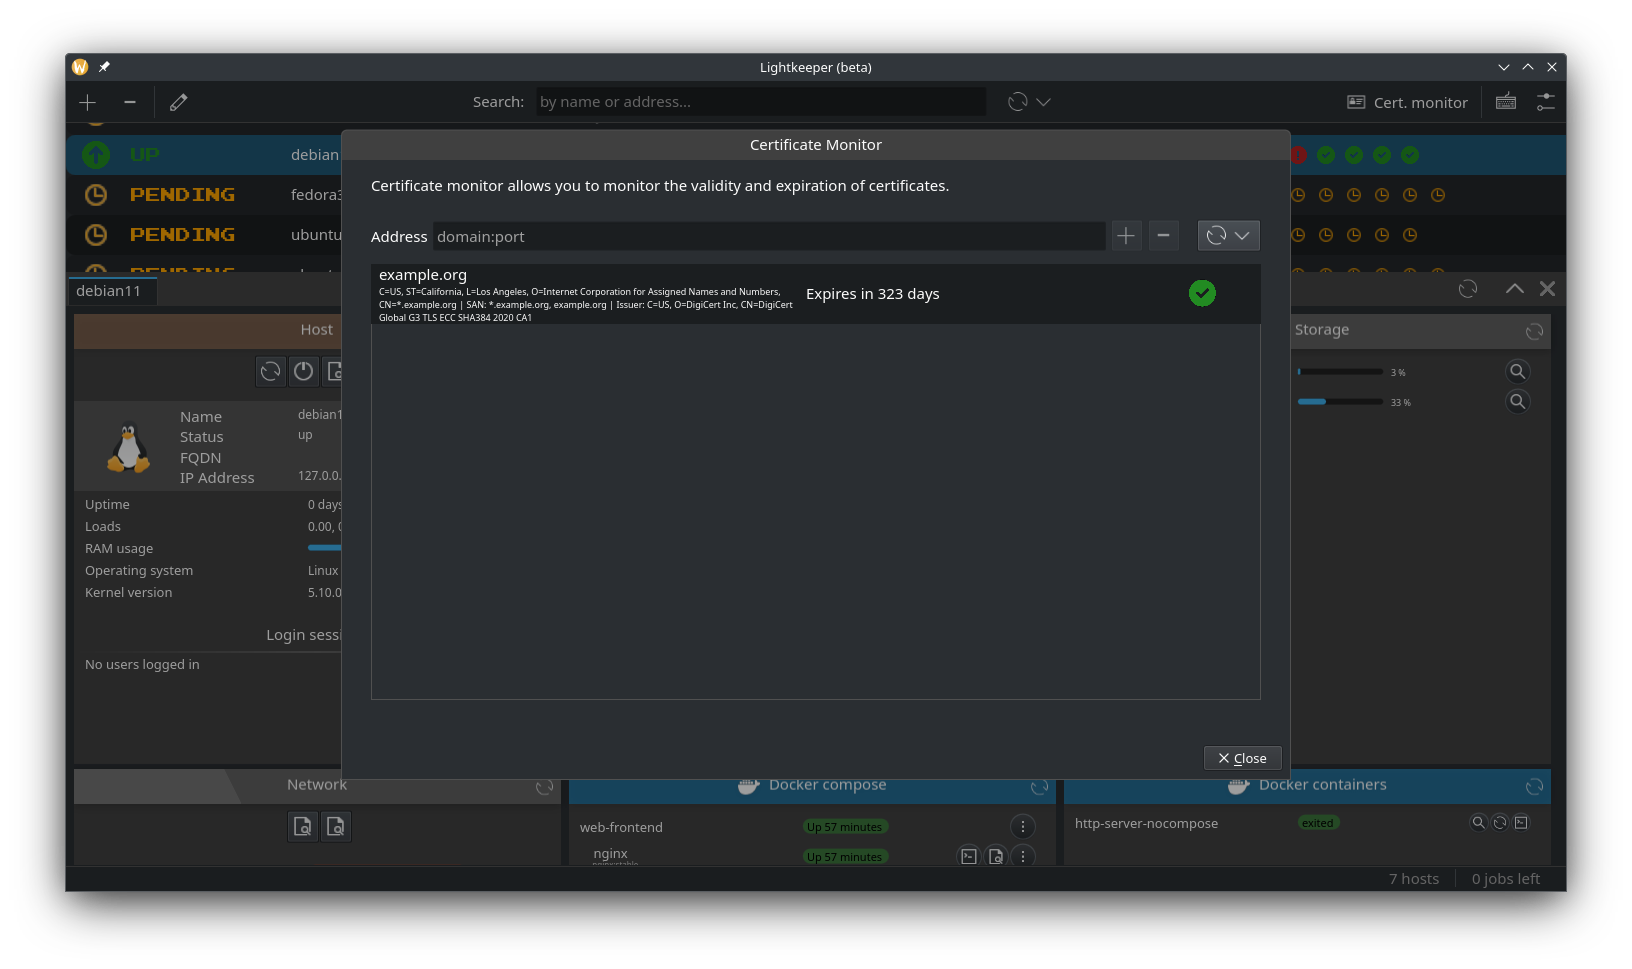 Lightkeeper (beta)
Search: by name or address...
Cert. monitor
UP debian
PENDING fedora3
PENDING ubuntu
debian11
Certificate Monitor
Certificate monitor allows you to monitor the validity and expiration of certificates.
Address domain:port
example.org
C=US, ST=California, L=Los Angeles, O=Internet Corporation for Assigned Names and Numbers,
CN=*.example.org | SAN: *.example.org, example.org | Issuer: C=US, O=DigiCert Inc, CN=DigiCert
Global G3 TLS ECC SHA384 2020 CA1
Expires in 323 days
Close
Host
Name debian1
Status up
FQDN
IP Address 127.0.0.
Uptime 0 days
Loads 0.00,
RAM usage
Operating system Linux
Kernel version 5.10.0
Login sessi
No users logged in
Storage
3 %
33 %
Network
Docker compose
web-frontend Up 57 minutes
nginx Up 57 minutes
Docker containers
http-server-nocompose exited
7 hosts
0 jobs left